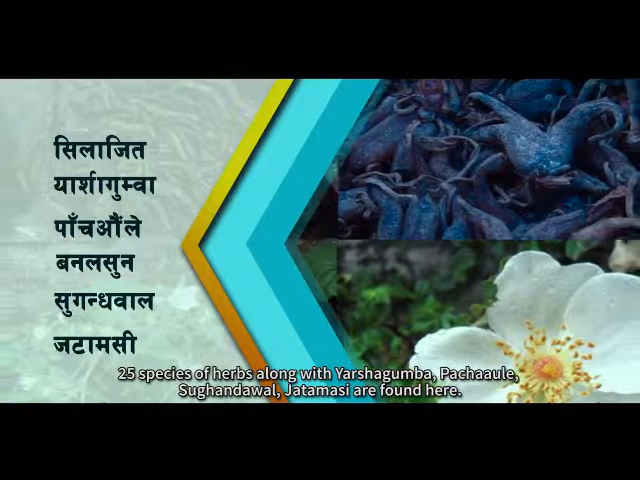 सिलाजित
यार्शागुम्वा
पाँचऔंले
बनलसुन
सुगन्धवाल
जटामसी
25 species of herbs along with Yarshagumba, Pachaaule,
Sughandawal, Jatamasi are found here.